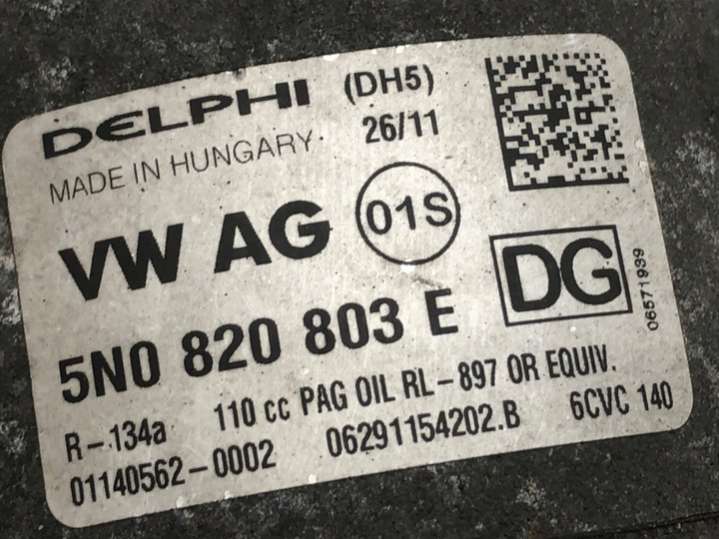 DELPHI (DH5)
MADE IN HUNGARY 26/11
VW AG 01S
5N0 820 803 E DG
06571939
R-134a 110 cc PAG OIL RL-897 OR EQUIV.
01140562-0002 06291154202.B 6CVC 140